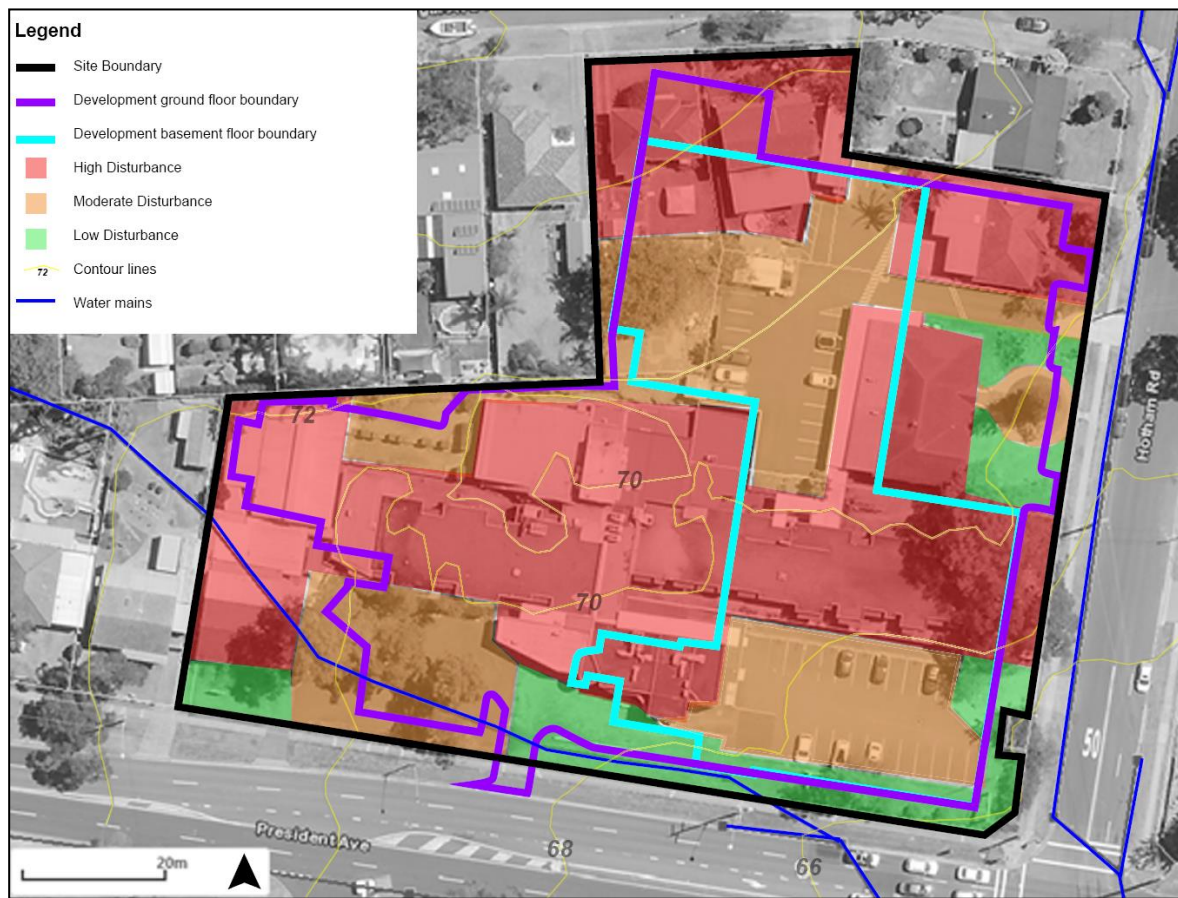 Legend
Site Boundary
Development ground floor boundary
Development basement floor boundary
High Disturbance
Moderate Disturbance
Low Disturbance
72
Contour lines
Water mains
72
70
70
Hotham Rd
50
President Ave
68
66
20m